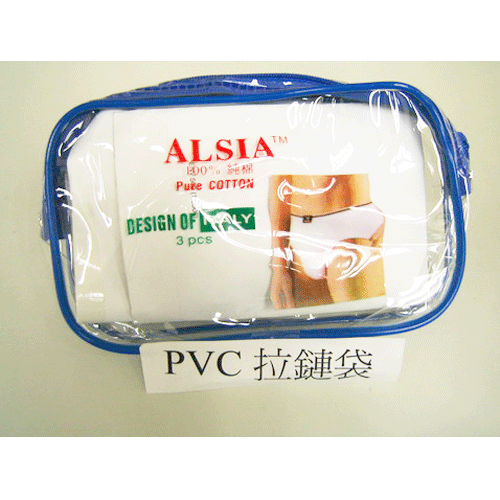 ALSIA™
100% 純棉
Pure COTTON
DESIGN OF ITALY
3 pcs
PVC 拉鏈袋